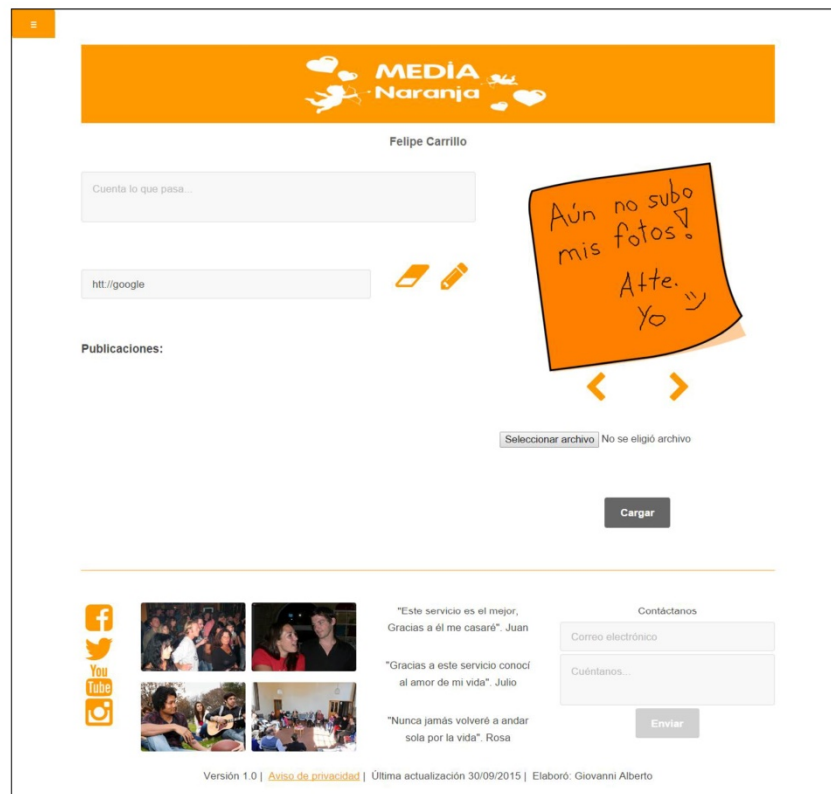 MEDIA
Naranja
Felipe Carrillo
Cuenta lo que pasa...
htt://google
Publicaciones:
Aún no subo
mis fotos!
Atte.
Yo
Seleccionar archivo No se eligió archivo
Cargar
You
Tube
"Este servicio es el mejor,
Gracias a él me casaré". Juan
"Gracias a este servicio conocí
al amor de mi vida". Julio
"Nunca jamás volveré a andar
sola por la vida". Rosa
Contáctanos
Correo electrónico
Cuéntanos...
Enviar
Versión 1.0 | Aviso de privacidad | Última actualización 30/09/2015 | Elaboró: Giovanni Alberto